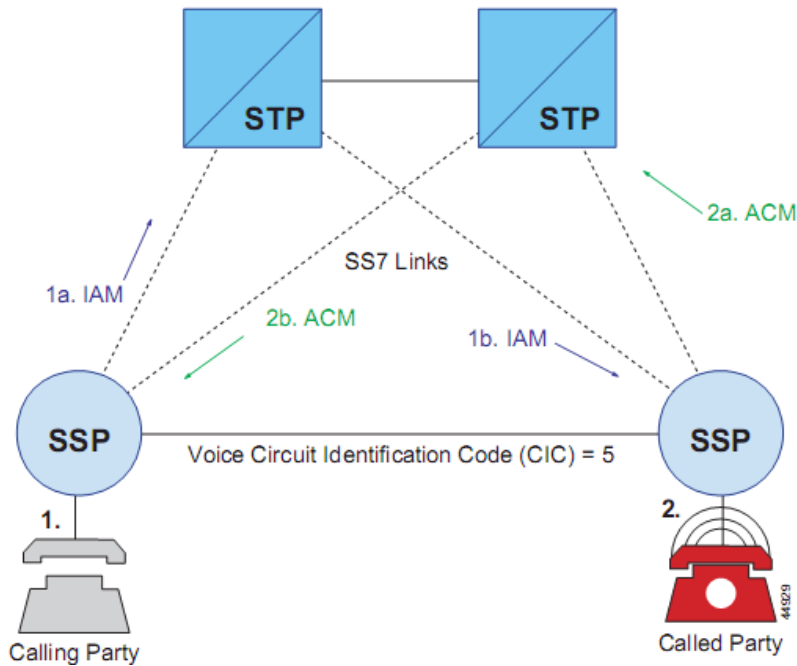 STP
STP
2a. ACM
SS7 Links
1a. IAM
2b. ACM
1b. IAM
SSP
SSP
Voice Circuit Identification Code (CIC) = 5
1.
2.
44929
Calling Party
Called Party